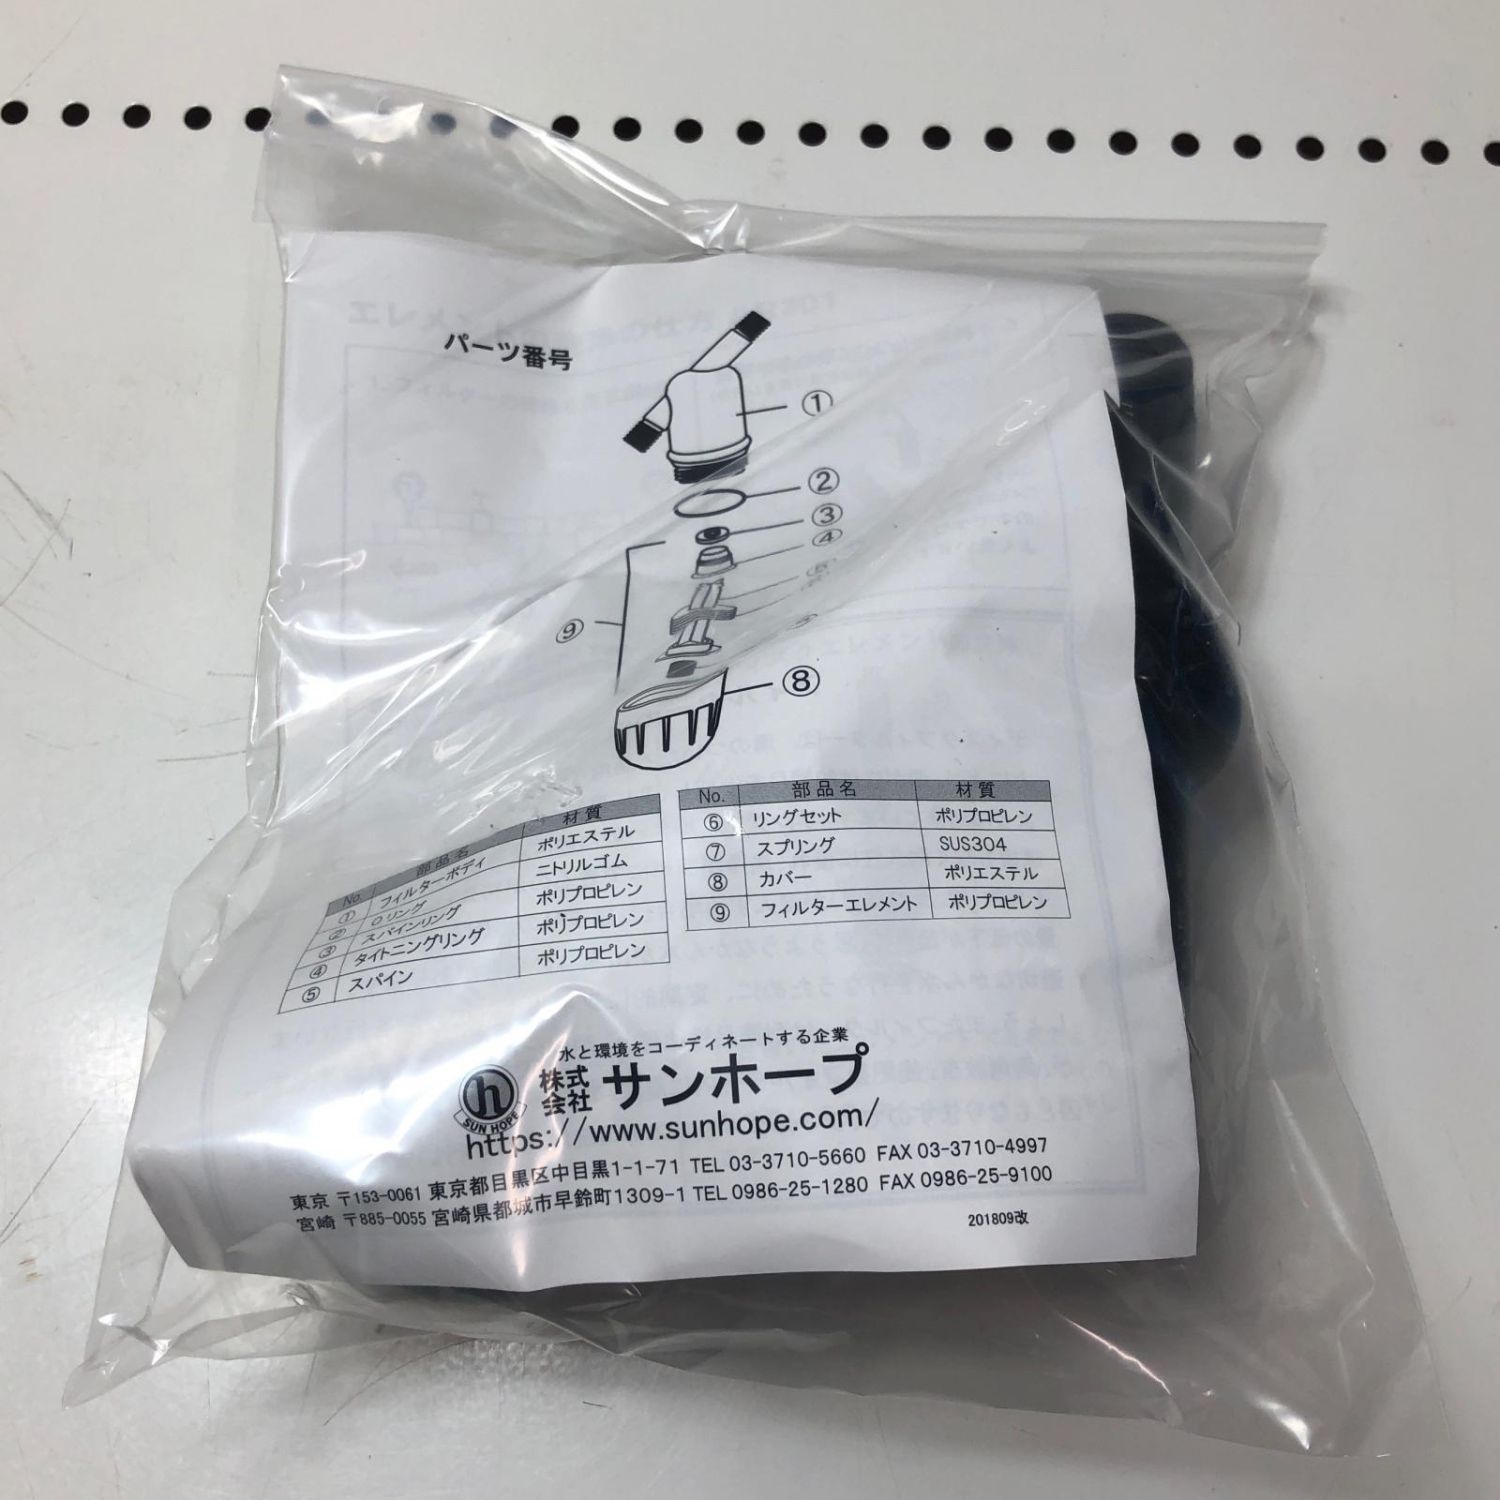 パーツ番号
①
②
③
④
⑨
⑧
No. 部品名 材質
① フィルターボディ ポリエステル
② Oリング ニトリルゴム
③ スパインリング ポリプロピレン
④ タイトニングリング ポリプロピレン
⑤ スパイン ポリプロピレン
No. 部品名 材質
⑥ リングセット ポリプロピレン
⑦ スプリング SUS304
⑧ カバー ポリエステル
⑨ フィルターエレメント ポリプロピレン
水と環境をコーディネートする企業
h SUN HOPE 株式会社 サンホープ
https://www.sunhope.com/
東京 〒153-0061 東京都目黒区中目黒1-1-71 TEL 03-3710-5660 FAX 03-3710-4997
宮崎 〒885-0055 宮崎県都城市早鈴町1309-1 TEL 0986-25-1280 FAX 0986-25-9100
201809改